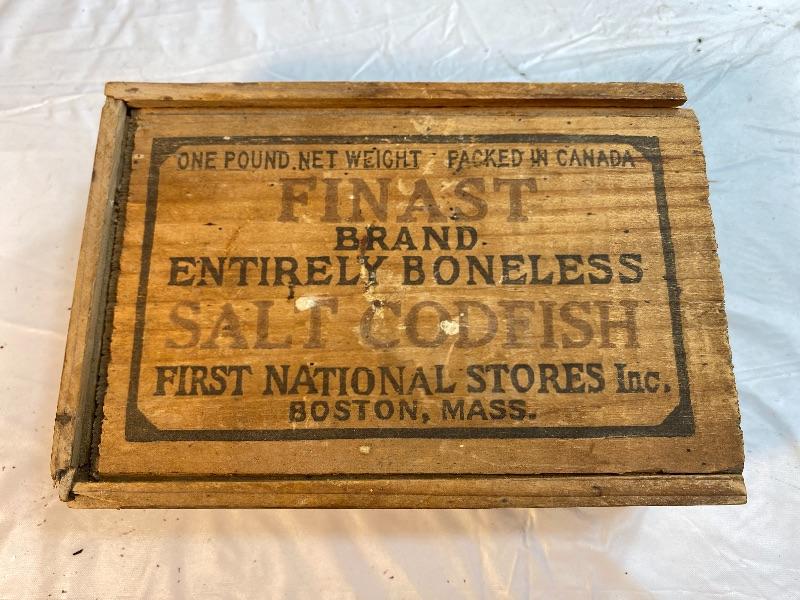 ONE POUND NET WEIGHT - PACKED IN CANADA
FINAST
BRAND
ENTIRELY BONELESS
SALT CODFISH
FIRST NATIONAL STORES Inc.
BOSTON, MASS.